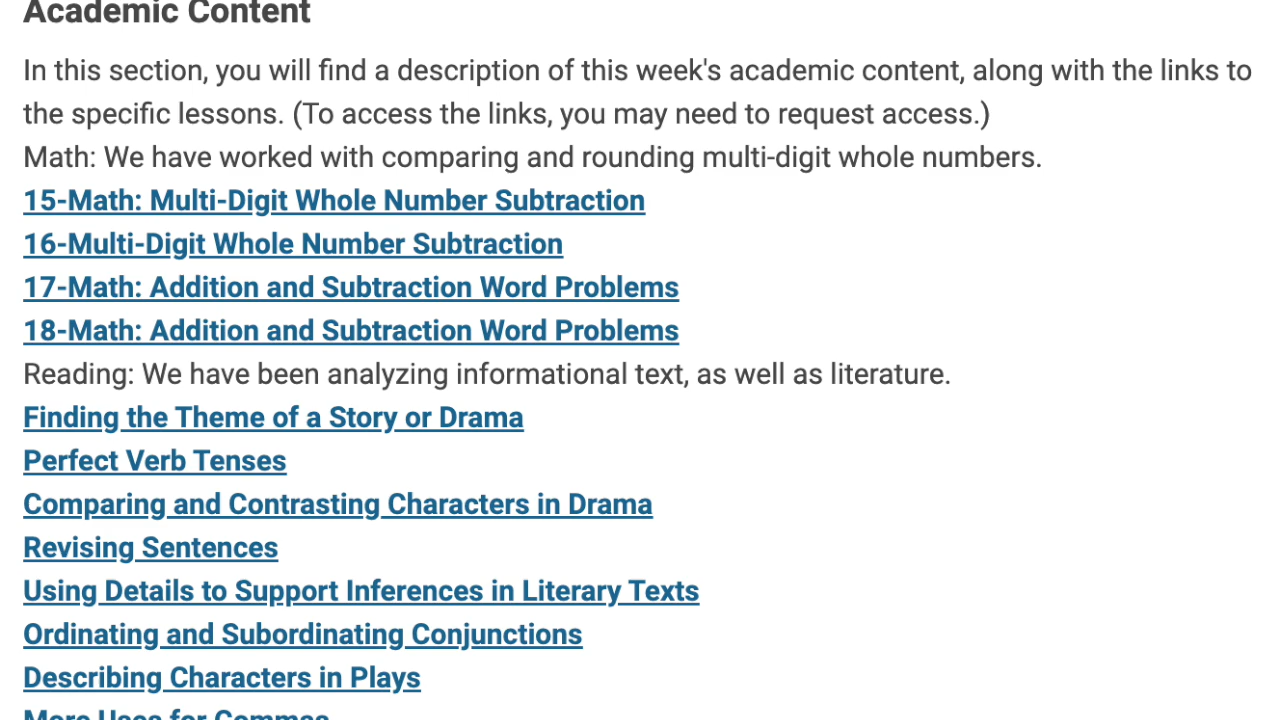 Academic Content
In this section, you will find a description of this week's academic content, along with the links to
the specific lessons. (To access the links, you may need to request access.)
Math: We have worked with comparing and rounding multi-digit whole numbers.
15-Math: Multi-Digit Whole Number Subtraction
16-Multi-Digit Whole Number Subtraction
17-Math: Addition and Subtraction Word Problems
18-Math: Addition and Subtraction Word Problems
Reading: We have been analyzing informational text, as well as literature.
Finding the Theme of a Story or Drama
Perfect Verb Tenses
Comparing and Contrasting Characters in Drama
Revising Sentences
Using Details to Support Inferences in Literary Texts
Ordinating and Subordinating Conjunctions
Describing Characters in Plays
More Uses for Commas